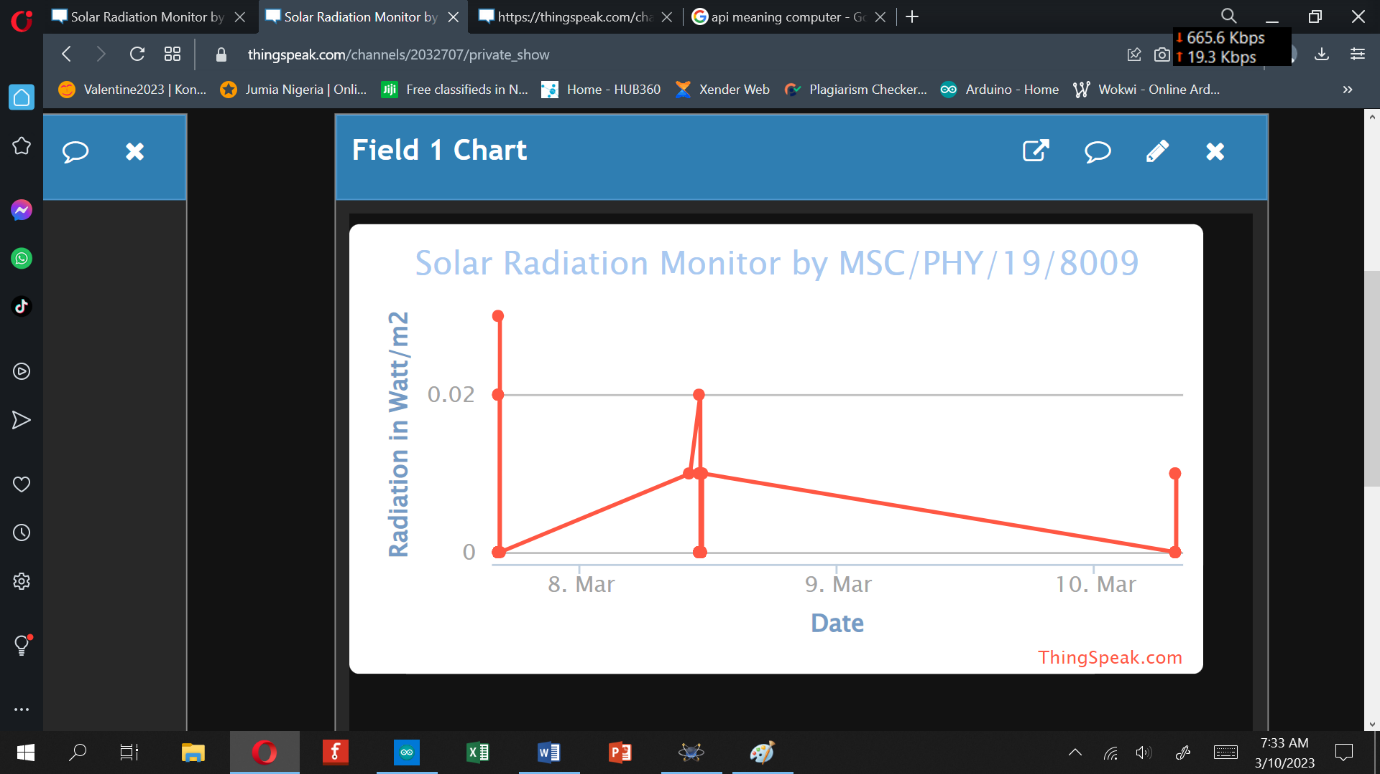 Solar Radiation Monitor by
Solar Radiation Monitor by
https://thingspeak.com/cha
api meaning computer - Go
thingspeak.com/channels/2032707/private_show
665.6 Kbps
19.3 Kbps
Valentine2023 | Kon...
Jumia Nigeria | Onli...
Jiji
Free classifieds in N...
Home - HUB360
Xender Web
Plagiarism Checker...
Arduino - Home
Wokwi - Online Ard...
Field 1 Chart
Solar Radiation Monitor by MSC/PHY/19/8009
Radiation in Watt/m2
0.02
0
8. Mar
9. Mar
10. Mar
Date
ThingSpeak.com
7:33 AM
3/10/2023